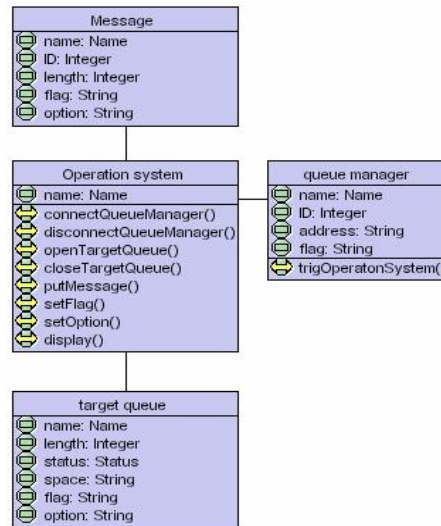 Message
name: Name
ID: Integer
length: Integer
flag: String
option: String
Operation system
name: Name
connectQueueManager()
disconnectQueueManager()
openTargetQueue()
closeTargetQueue()
putMessage()
setFlag()
setOption()
display()
queue manager
name: Name
ID: Integer
address: String
flag: String
trigOperatonSystem(
target queue
name: Name
length: Integer
status: Status
space: String
flag: String
option: String